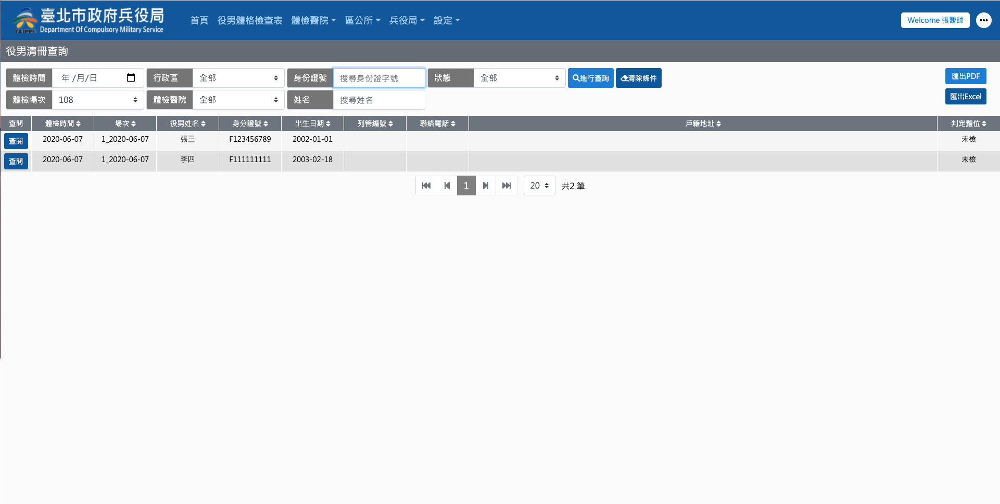 臺北市政府兵役局
Department Of Compulsory Military Service
TAIPEI
首頁 役男體格檢查表 體檢醫院 區公所 兵役局 設定
Welcome 張醫師
役男清冊查詢
體檢時間 年 /月/日 行政區 全部 身份證號 搜尋身份證字號 狀態 全部 進行查詢 清除條件 匯出PDF
體檢場次 108 體檢醫院 全部 姓名 搜尋姓名 匯出Excel
查閱 體檢時間 場次 役男姓名 身分證號 出生日期 列管編號 聯絡電話 戶籍地址 判定體位
查閱 2020-06-07 1_2020-06-07 張三 F123456789 2002-01-01 未檢
查閱 2020-06-07 1_2020-06-07 李四 F111111111 2003-02-18 未檢
1 20 共2 筆